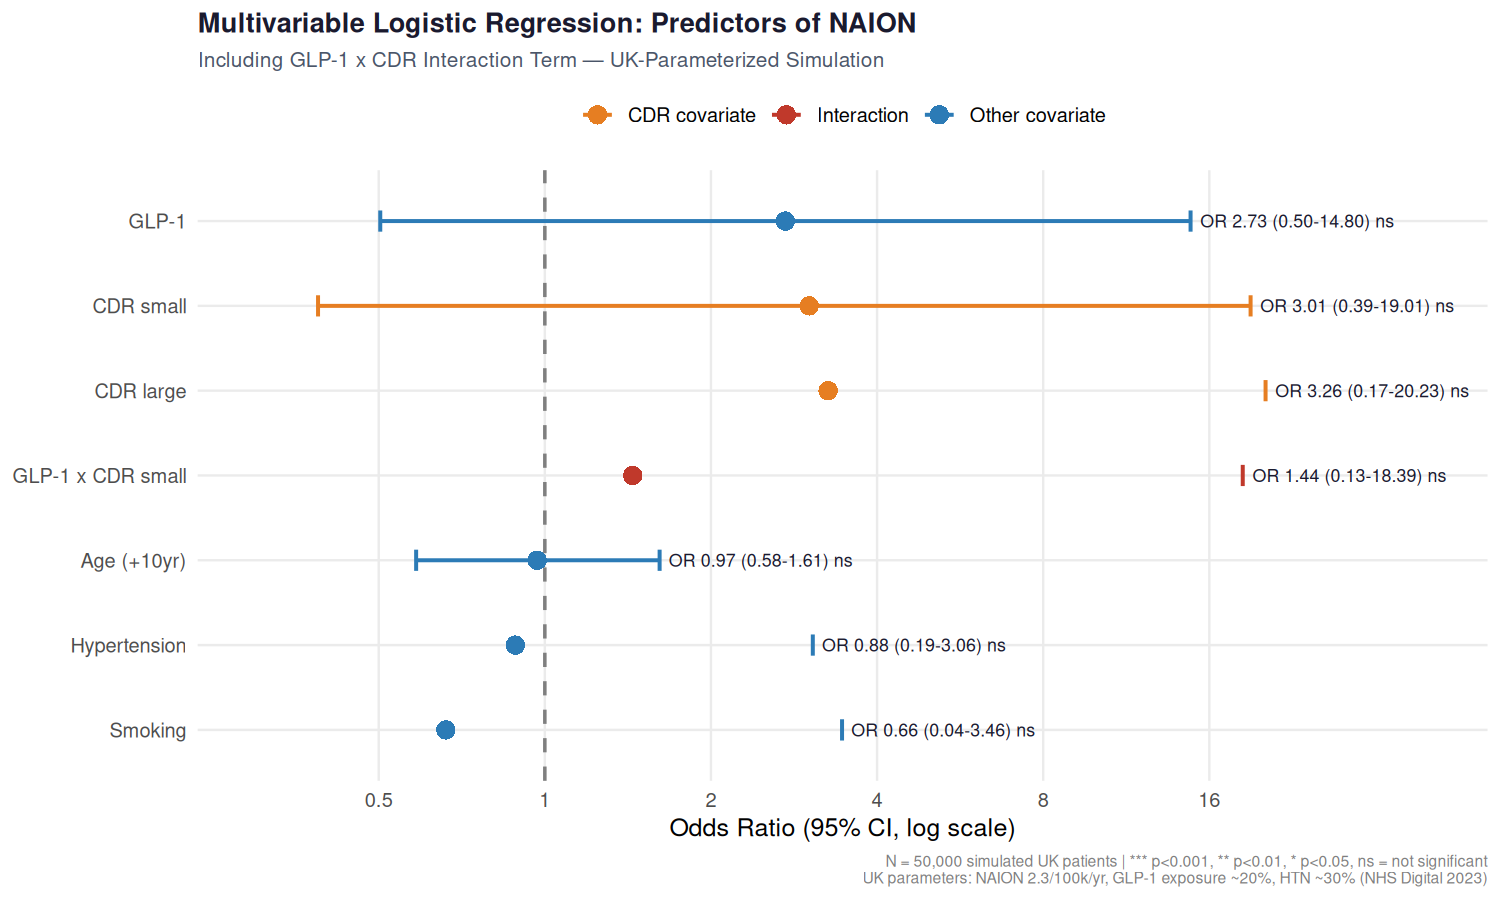 Multivariable Logistic Regression: Predictors of NAION
Including GLP-1 x CDR Interaction Term — UK-Parameterized Simulation
CDR covariate Interaction Other covariate
GLP-1 OR 2.73 (0.50-14.80) ns
CDR small OR 3.01 (0.39-19.01) ns
CDR large OR 3.26 (0.17-20.23) ns
GLP-1 x CDR small OR 1.44 (0.13-18.39) ns
Age (+10yr) OR 0.97 (0.58-1.61) ns
Hypertension OR 0.88 (0.19-3.06) ns
Smoking OR 0.66 (0.04-3.46) ns
0.5 1 2 4 8 16
Odds Ratio (95% CI, log scale)
N = 50,000 simulated UK patients | *** p<0.001, ** p<0.01, * p<0.05, ns = not significant
UK parameters: NAION 2.3/100k/yr, GLP-1 exposure ~20%, HTN ~30% (NHS Digital 2023)